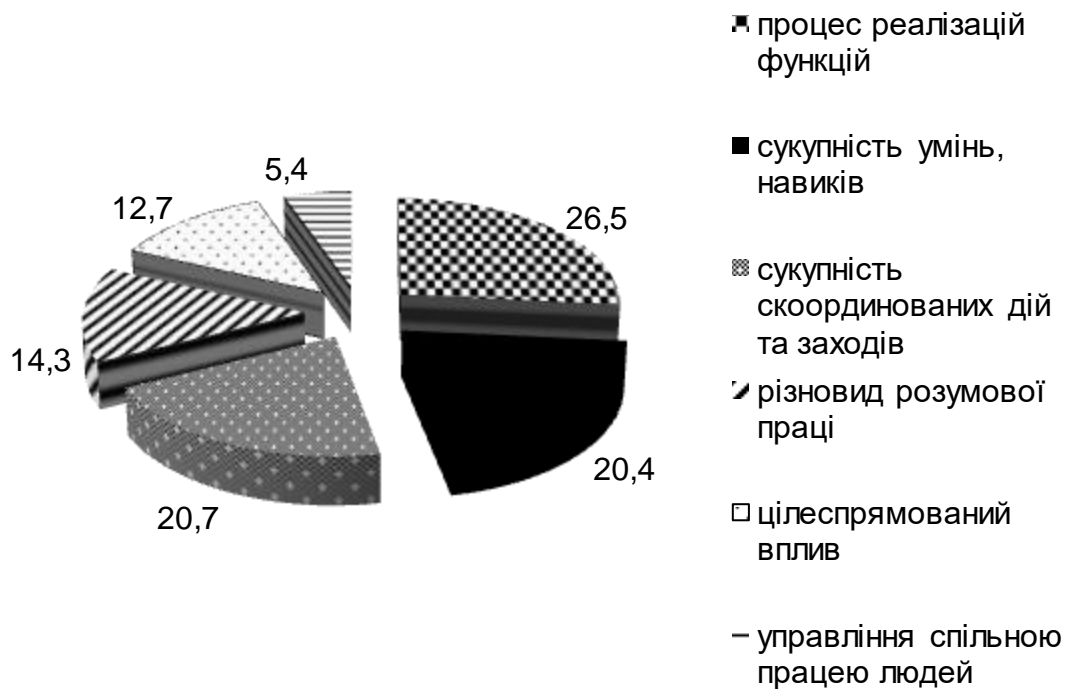 процес реалізацій
функцій
сукупність умінь,
навиків
сукупність
скоординованих дій
та заходів
різновид розумової
праці
цілеспрямований
вплив
управління спільною
працею людей
5,4
12,7
26,5
14,3
20,4
20,7